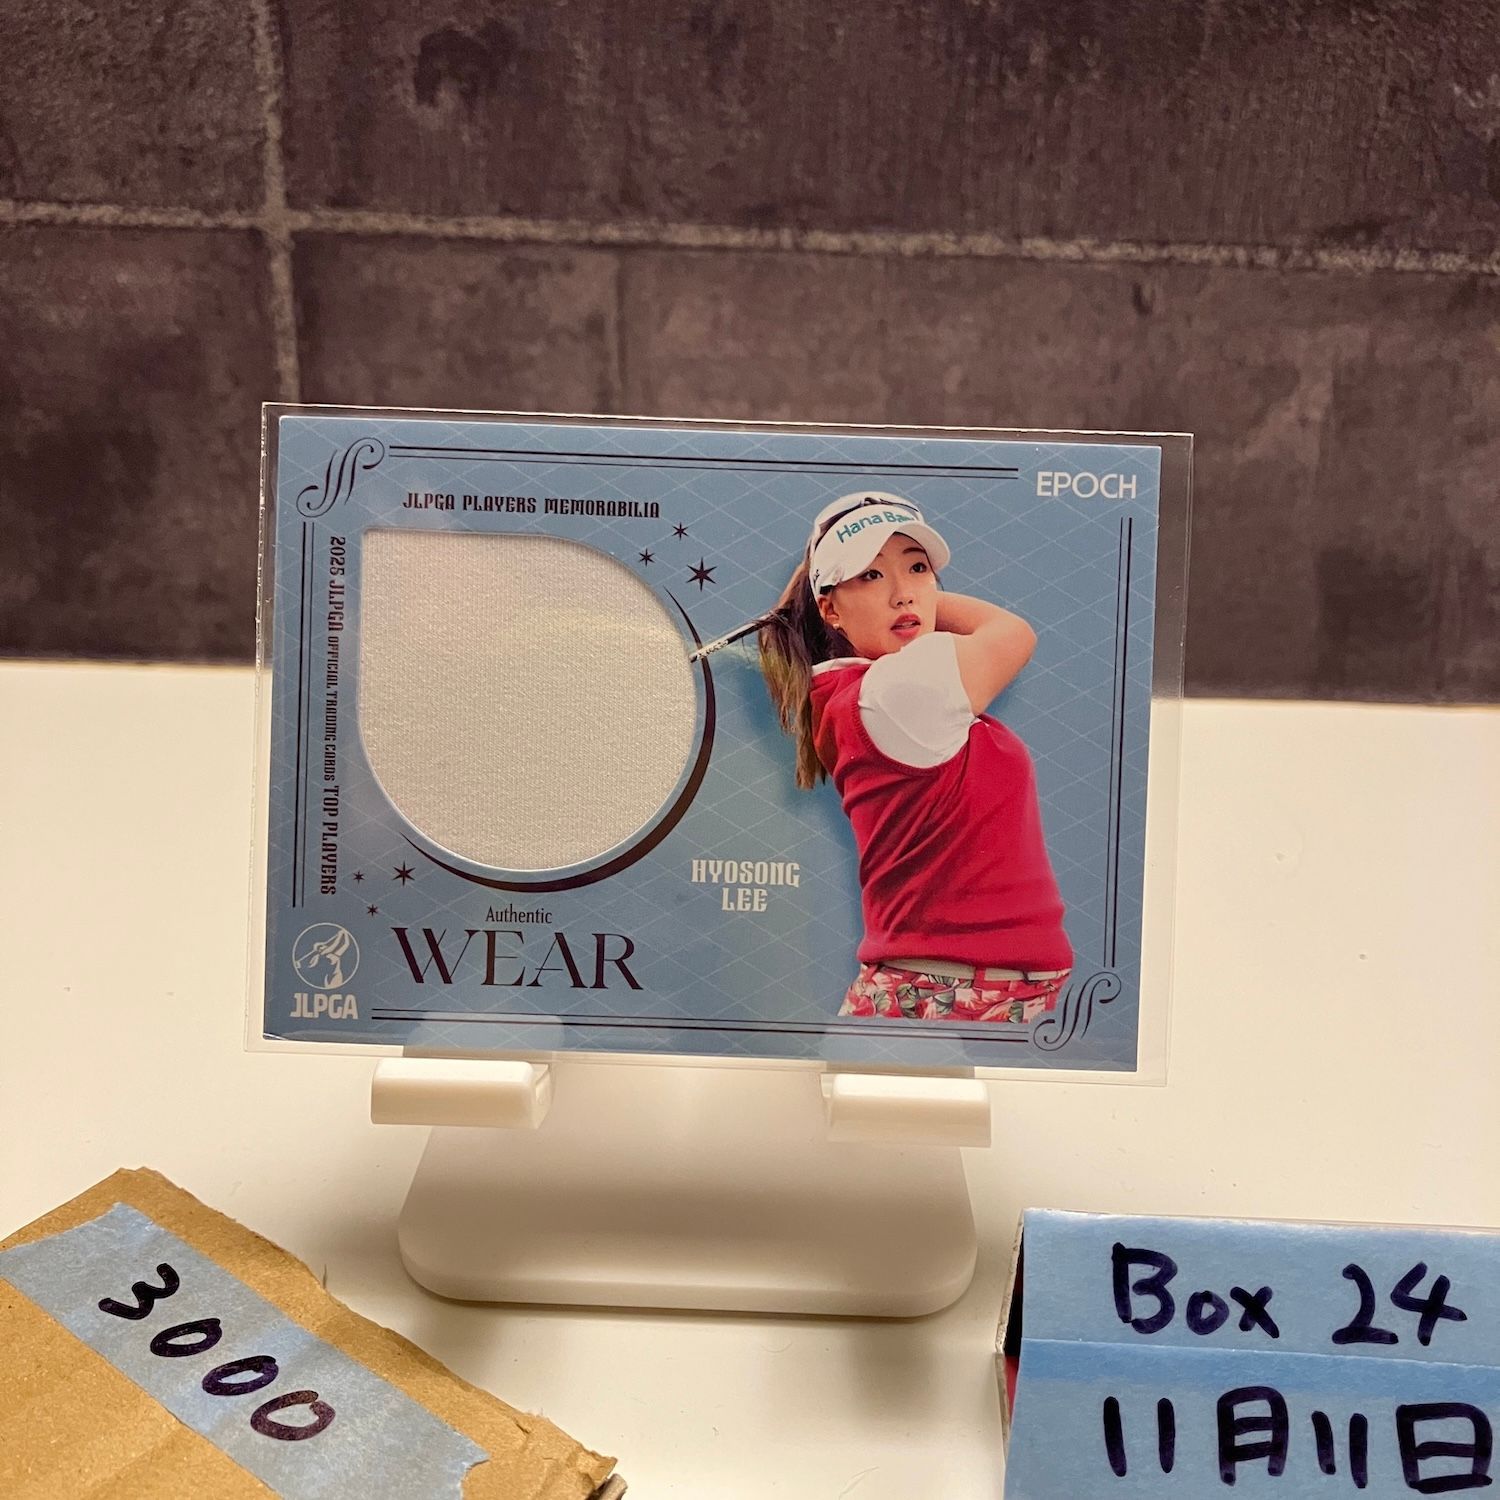 EPOCH
JLPGA PLAYERS MEMORABILIA
2025 JLPGA OFFICIAL TRADING CARDS TOP PLAYERS
Hana
HYOSONG
LEE
Authentic
WEAR
JLPGA
3000
Box 24
11月11日